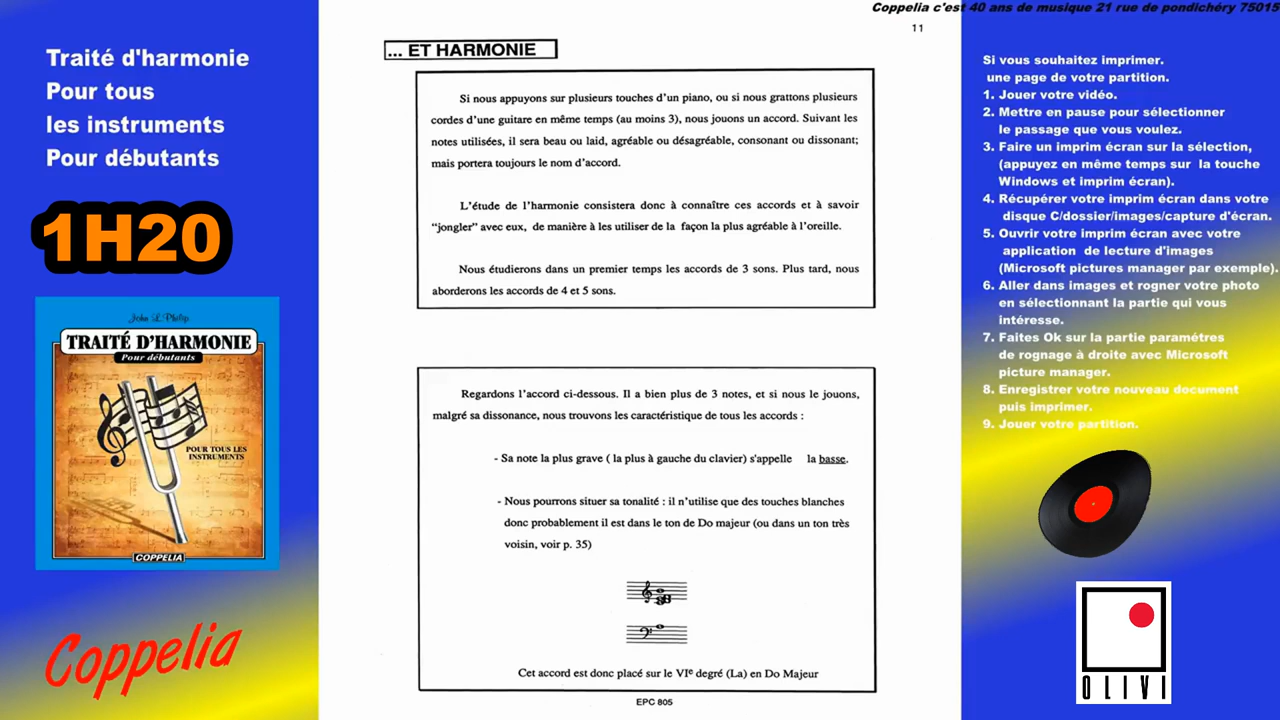 Coppelia c'est 40 ans de musique 21 rue de pondichéry 75015
Traité d'harmonie
Pour tous
les instruments
Pour débutants
1H20
John L. Philip
TRAITÉ D'HARMONIE
Pour débutants
POUR TOUS LES
INSTRUMENTS
COPPELIA
Coppelia
11
... ET HARMONIE
Si nous appuyons sur plusieurs touches d'un piano, ou si nous grattons plusieurs
cordes d'une guitare en même temps (au moins 3), nous jouons un accord. Suivant les
notes utilisées, il sera beau ou laid, agréable ou désagréable, consonant ou dissonant;
mais portera toujours le nom d'accord.
L'étude de l'harmonie consistera donc à connaître ces accords et à savoir
"jongler" avec eux, de manière à les utiliser de la façon la plus agréable à l'oreille.
Nous étudierons dans un premier temps les accords de 3 sons. Plus tard, nous
aborderons les accords de 4 et 5 sons.
Regardons l'accord ci-dessous. Il a bien plus de 3 notes, et si nous le jouons,
malgré sa dissonance, nous trouvons les caractéristique de tous les accords :
- Sa note la plus grave ( la plus à gauche du clavier) s'appelle la basse.
- Nous pourrons situer sa tonalité : il n'utilise que des touches blanches
donc probablement il est dans le ton de Do majeur (ou dans un ton très
voisin, voir p. 35)
Cet accord est donc placé sur le VIe degré (La) en Do Majeur
EPC 805
Si vous souhaitez imprimer.
une page de votre partition.
1. Jouer votre vidéo.
2. Mettre en pause pour sélectionner
le passage que vous voulez.
3. Faire un imprim écran sur la sélection,
(appuyez en même temps sur la touche
Windows et imprim écran).
4. Récupérer votre imprim écran dans votre
disque C/dossier/images/capture d'écran.
5. Ouvrir votre imprim écran avec votre
application de lecture d'images
(Microsoft pictures manager par exemple).
6. Aller dans images et rogner votre photo
en sélectionnant la partie qui vous
intéresse.
7. Faites Ok sur la partie paramétres
de rognage à droite avec Microsoft
picture manager.
8. Enregistrer votre nouveau document
puis imprimer.
9. Jouer votre partition.
OLIVI